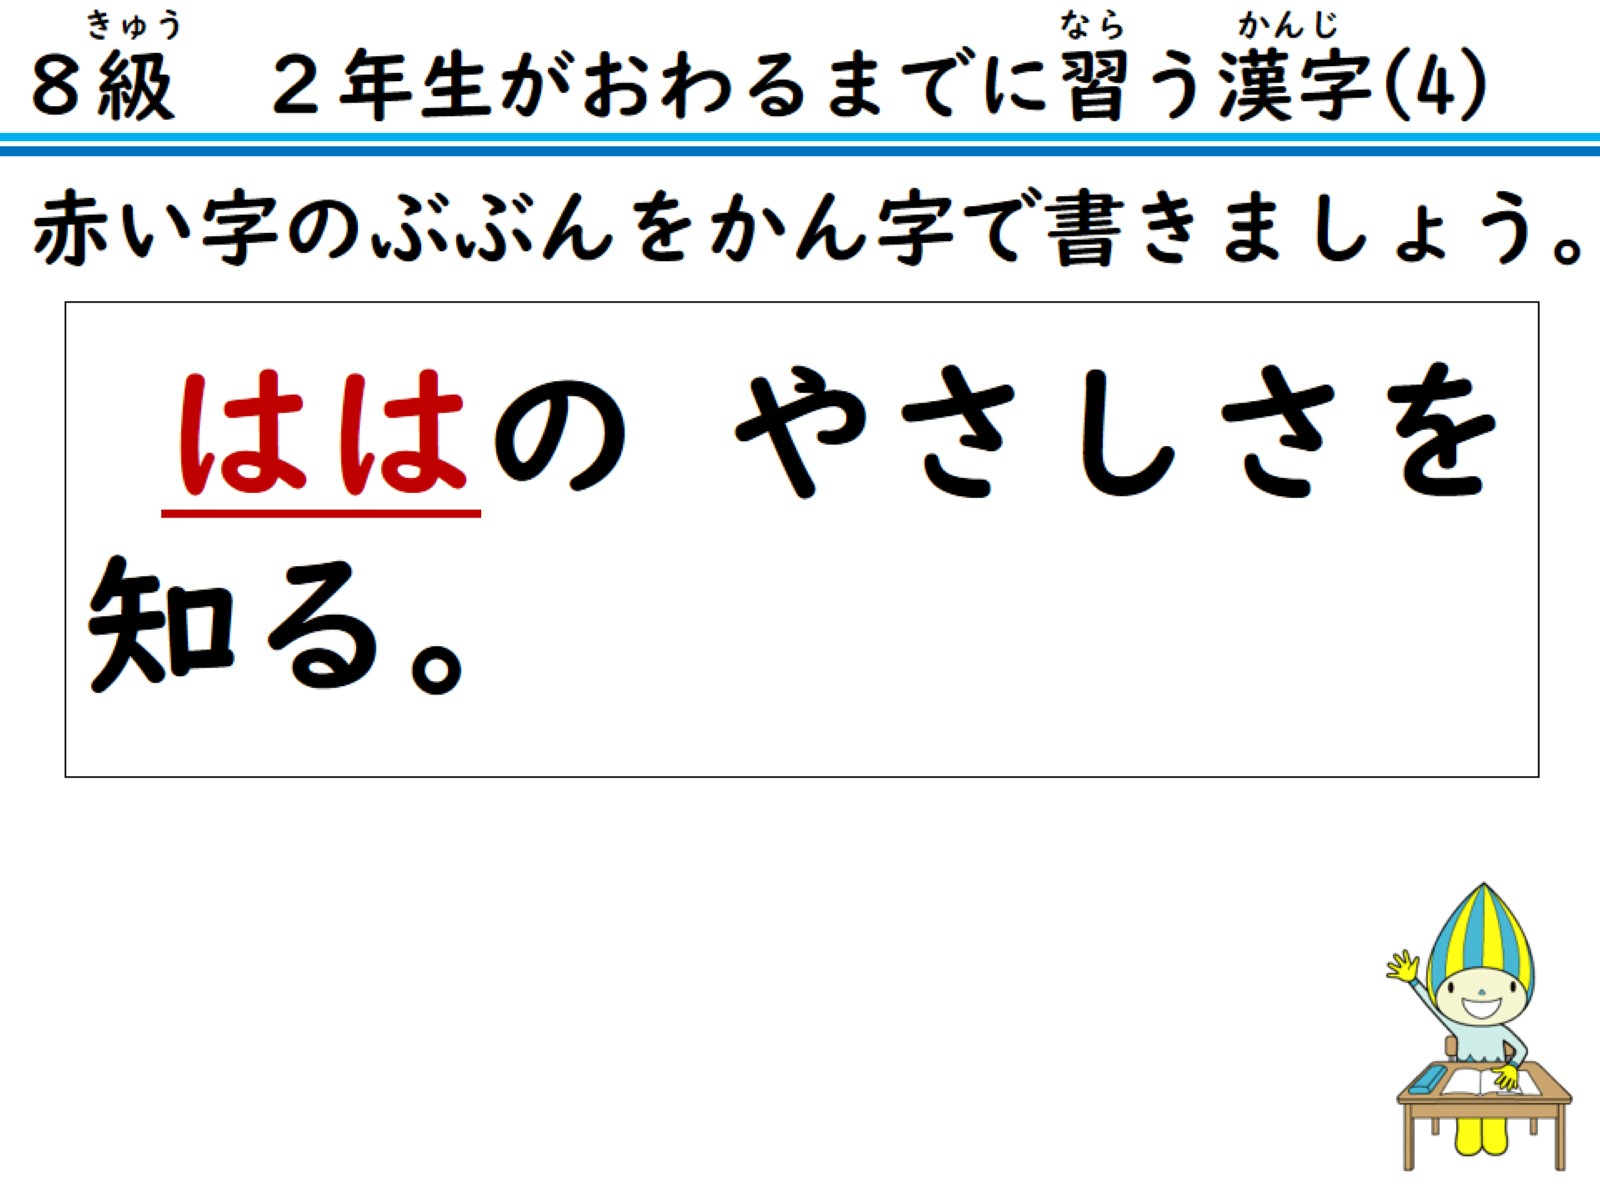 きゅう なら かんじ
８級　２年生がおわるまでに習う漢字(4)
赤い字のぶぶんをかん字で書きましょう。
ははの やさしさを
知る。